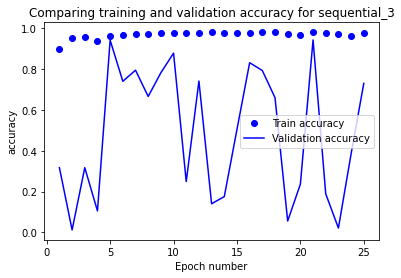 Comparing training and validation accuracy for sequential_3
1.0
0.8
0.6
0.4
0.2
0.0
accuracy
Train accuracy
Validation accuracy
0 5 10 15 20 25
Epoch number